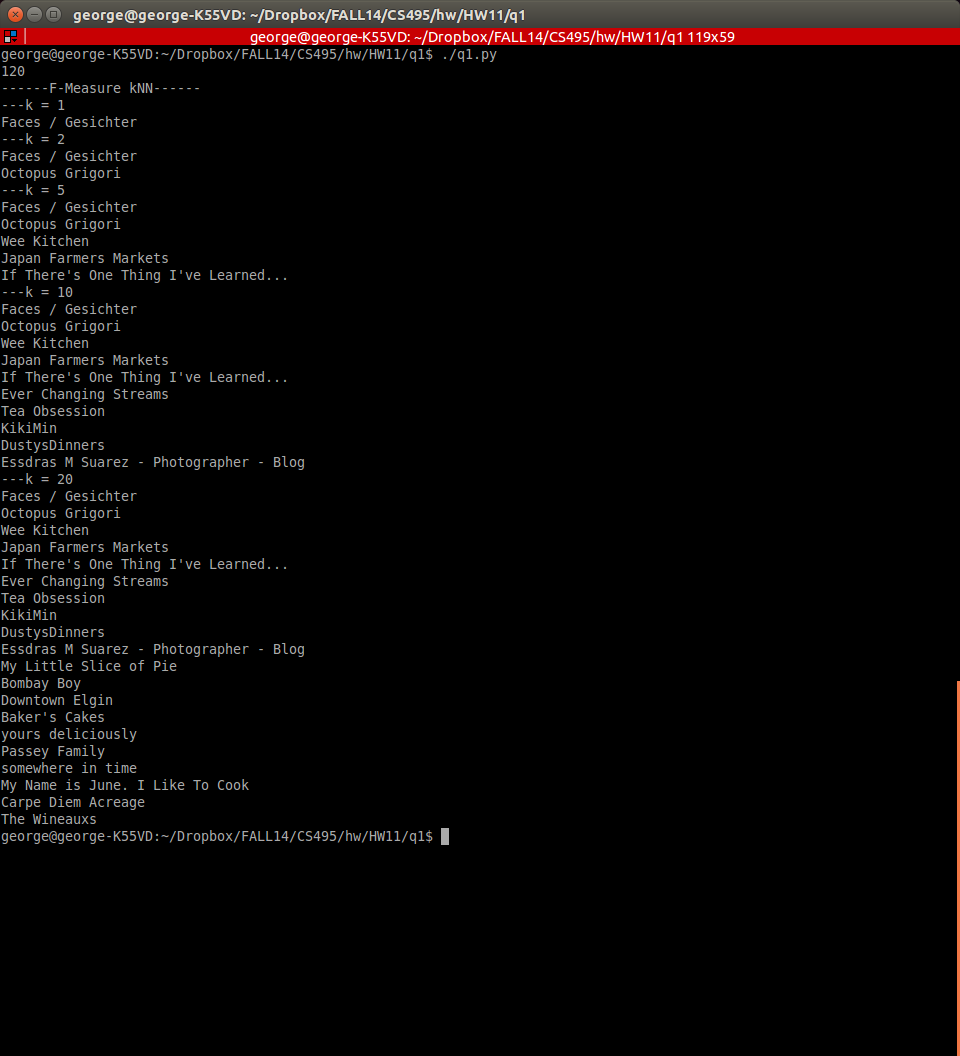 george@george-K55VD: ~/Dropbox/FALL14/CS495/hw/HW11/q1
george@george-K55VD: ~/Dropbox/FALL14/CS495/hw/HW11/q1 119x59
george@george-K55VD:~/Dropbox/FALL14/CS495/hw/HW11/q1$ ./q1.py
120
------F-Measure kNN------
---k = 1
Faces / Gesichter
---k = 2
Faces / Gesichter
Octopus Grigori
---k = 5
Faces / Gesichter
Octopus Grigori
Wee Kitchen
Japan Farmers Markets
If There's One Thing I've Learned...
---k = 10
Faces / Gesichter
Octopus Grigori
Wee Kitchen
Japan Farmers Markets
If There's One Thing I've Learned...
Ever Changing Streams
Tea Obsession
KikiMin
DustysDinners
Essdras M Suarez - Photographer - Blog
---k = 20
Faces / Gesichter
Octopus Grigori
Wee Kitchen
Japan Farmers Markets
If There's One Thing I've Learned...
Ever Changing Streams
Tea Obsession
KikiMin
DustysDinners
Essdras M Suarez - Photographer - Blog
My Little Slice of Pie
Bombay Boy
Downtown Elgin
Baker's Cakes
yours deliciously
Passey Family
somewhere in time
My Name is June. I Like To Cook
Carpe Diem Acreage
The Wineauxs
george@george-K55VD:~/Dropbox/FALL14/CS495/hw/HW11/q1$